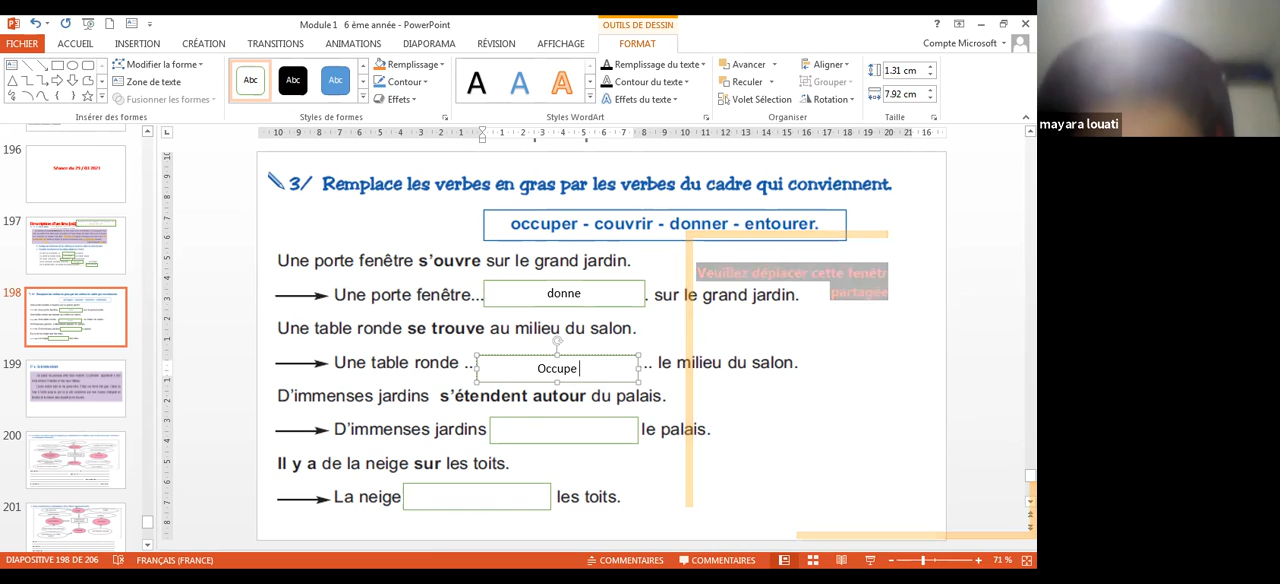 Module 1 6 ème année - PowerPoint
OUTILS DE DESSIN
FICHIER ACCUEIL INSERTION CRÉATION TRANSITIONS ANIMATIONS DIAPORAMA RÉVISION AFFICHAGE FORMAT Compte Microsoft
Modifier la forme
Zone de texte
Fusionner les formes
Insérer des formes
Abc Abc Abc
Remplissage
Contour
Effets
Styles de formes
A A A
Remplissage du texte
Contour du texte
Effets du texte
Styles WordArt
Avancer
Reculer
Volet Sélection
Aligner
Grouper
Rotation
Organiser
1.31 cm
7.92 cm
Taille
mayara louati
196
Séance du 29 / 03 2021
197
198
199
200
201
3/ Remplace les verbes en gras par les verbes du cadre qui conviennent.
occuper - couvrir - donner - entourer.
Une porte fenêtre s'ouvre sur le grand jardin.
Veuillez déplacer cette fenêtr
partagée
Une porte fenêtre... donne . sur le grand jardin.
Une table ronde se trouve au milieu du salon.
Une table ronde .. Occupe .. le milieu du salon.
D'immenses jardins s'étendent autour du palais.
D'immenses jardins le palais.
Il y a de la neige sur les toits.
La neige les toits.
DIAPOSITIVE 198 DE 206 FRANÇAIS (FRANCE) COMMENTAIRES COMMENTAIRES 71 %